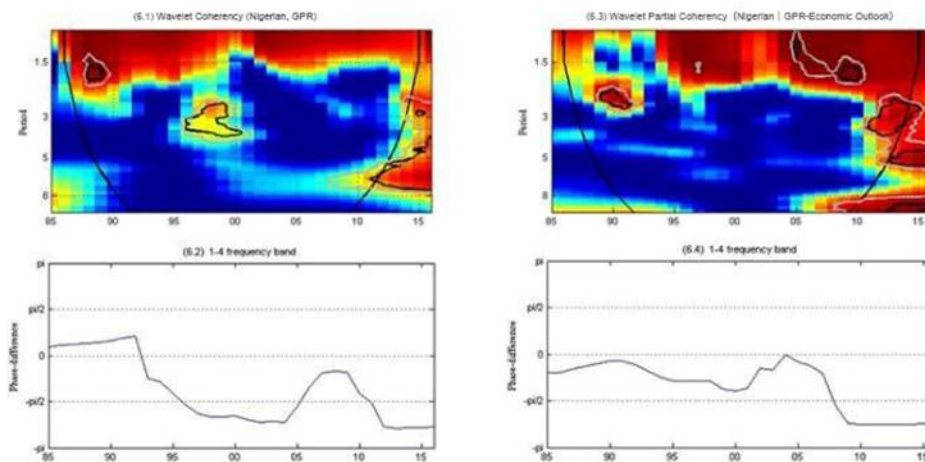 (6.1) Wavelet Coherency (Nigerian, GPR)
1.5
3
5
6
Period
85 90 95 00 05 10 15
(6.3) Wavelet Partial Coherency (Nigerian | GPR-Economic Outlook)
1.5
3
5
8
Period
85 90 95 00 05 10 15
(6.2) 1-4 frequency band
pi
pi/2
0
-pi/2
-pi
Phase-difference
85 90 95 00 05 10 15
(6.4) 1-4 frequency band
pi
pi/2
0
-pi/2
-pi
Phase-difference
85 90 95 00 05 10 15